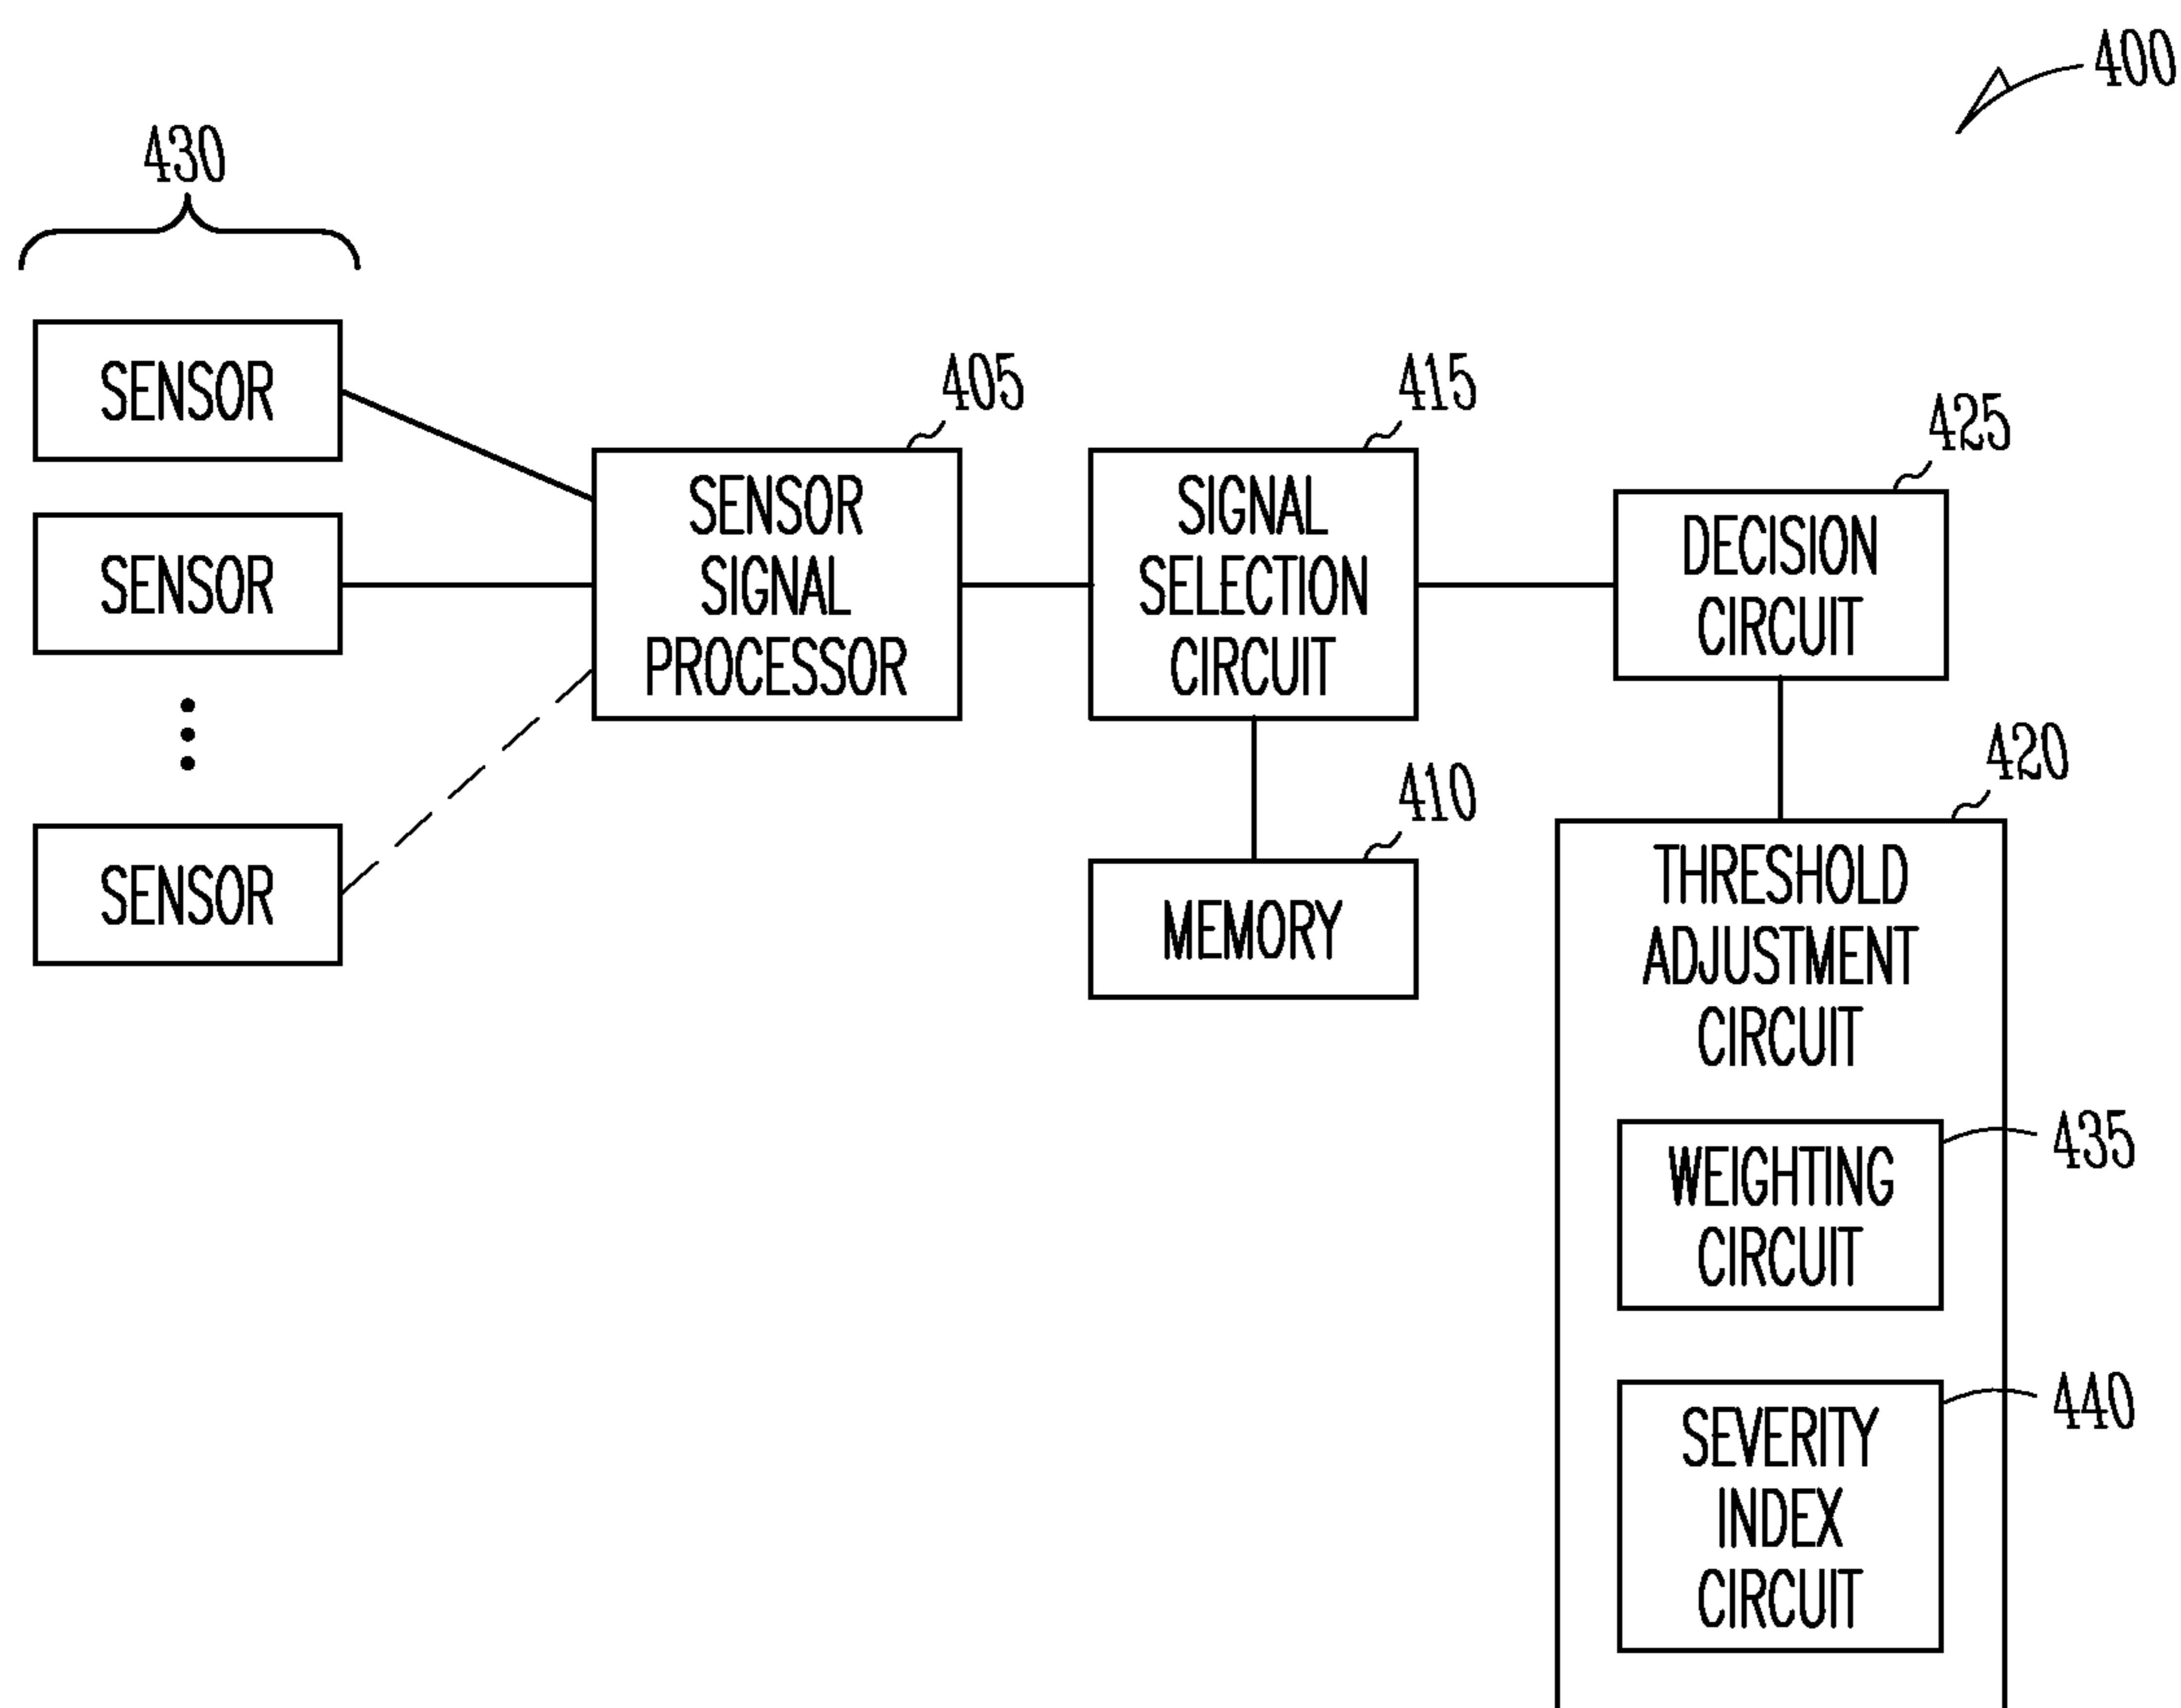 400
430
SENSOR
SENSOR
SENSOR
405
SENSOR
SIGNAL
PROCESSOR
415
SIGNAL
SELECTION
CIRCUIT
410
MEMORY
425
DECISION
CIRCUIT
420
THRESHOLD
ADJUSTMENT
CIRCUIT
435
WEIGHTING
CIRCUIT
440
SEVERITY
INDEX
CIRCUIT